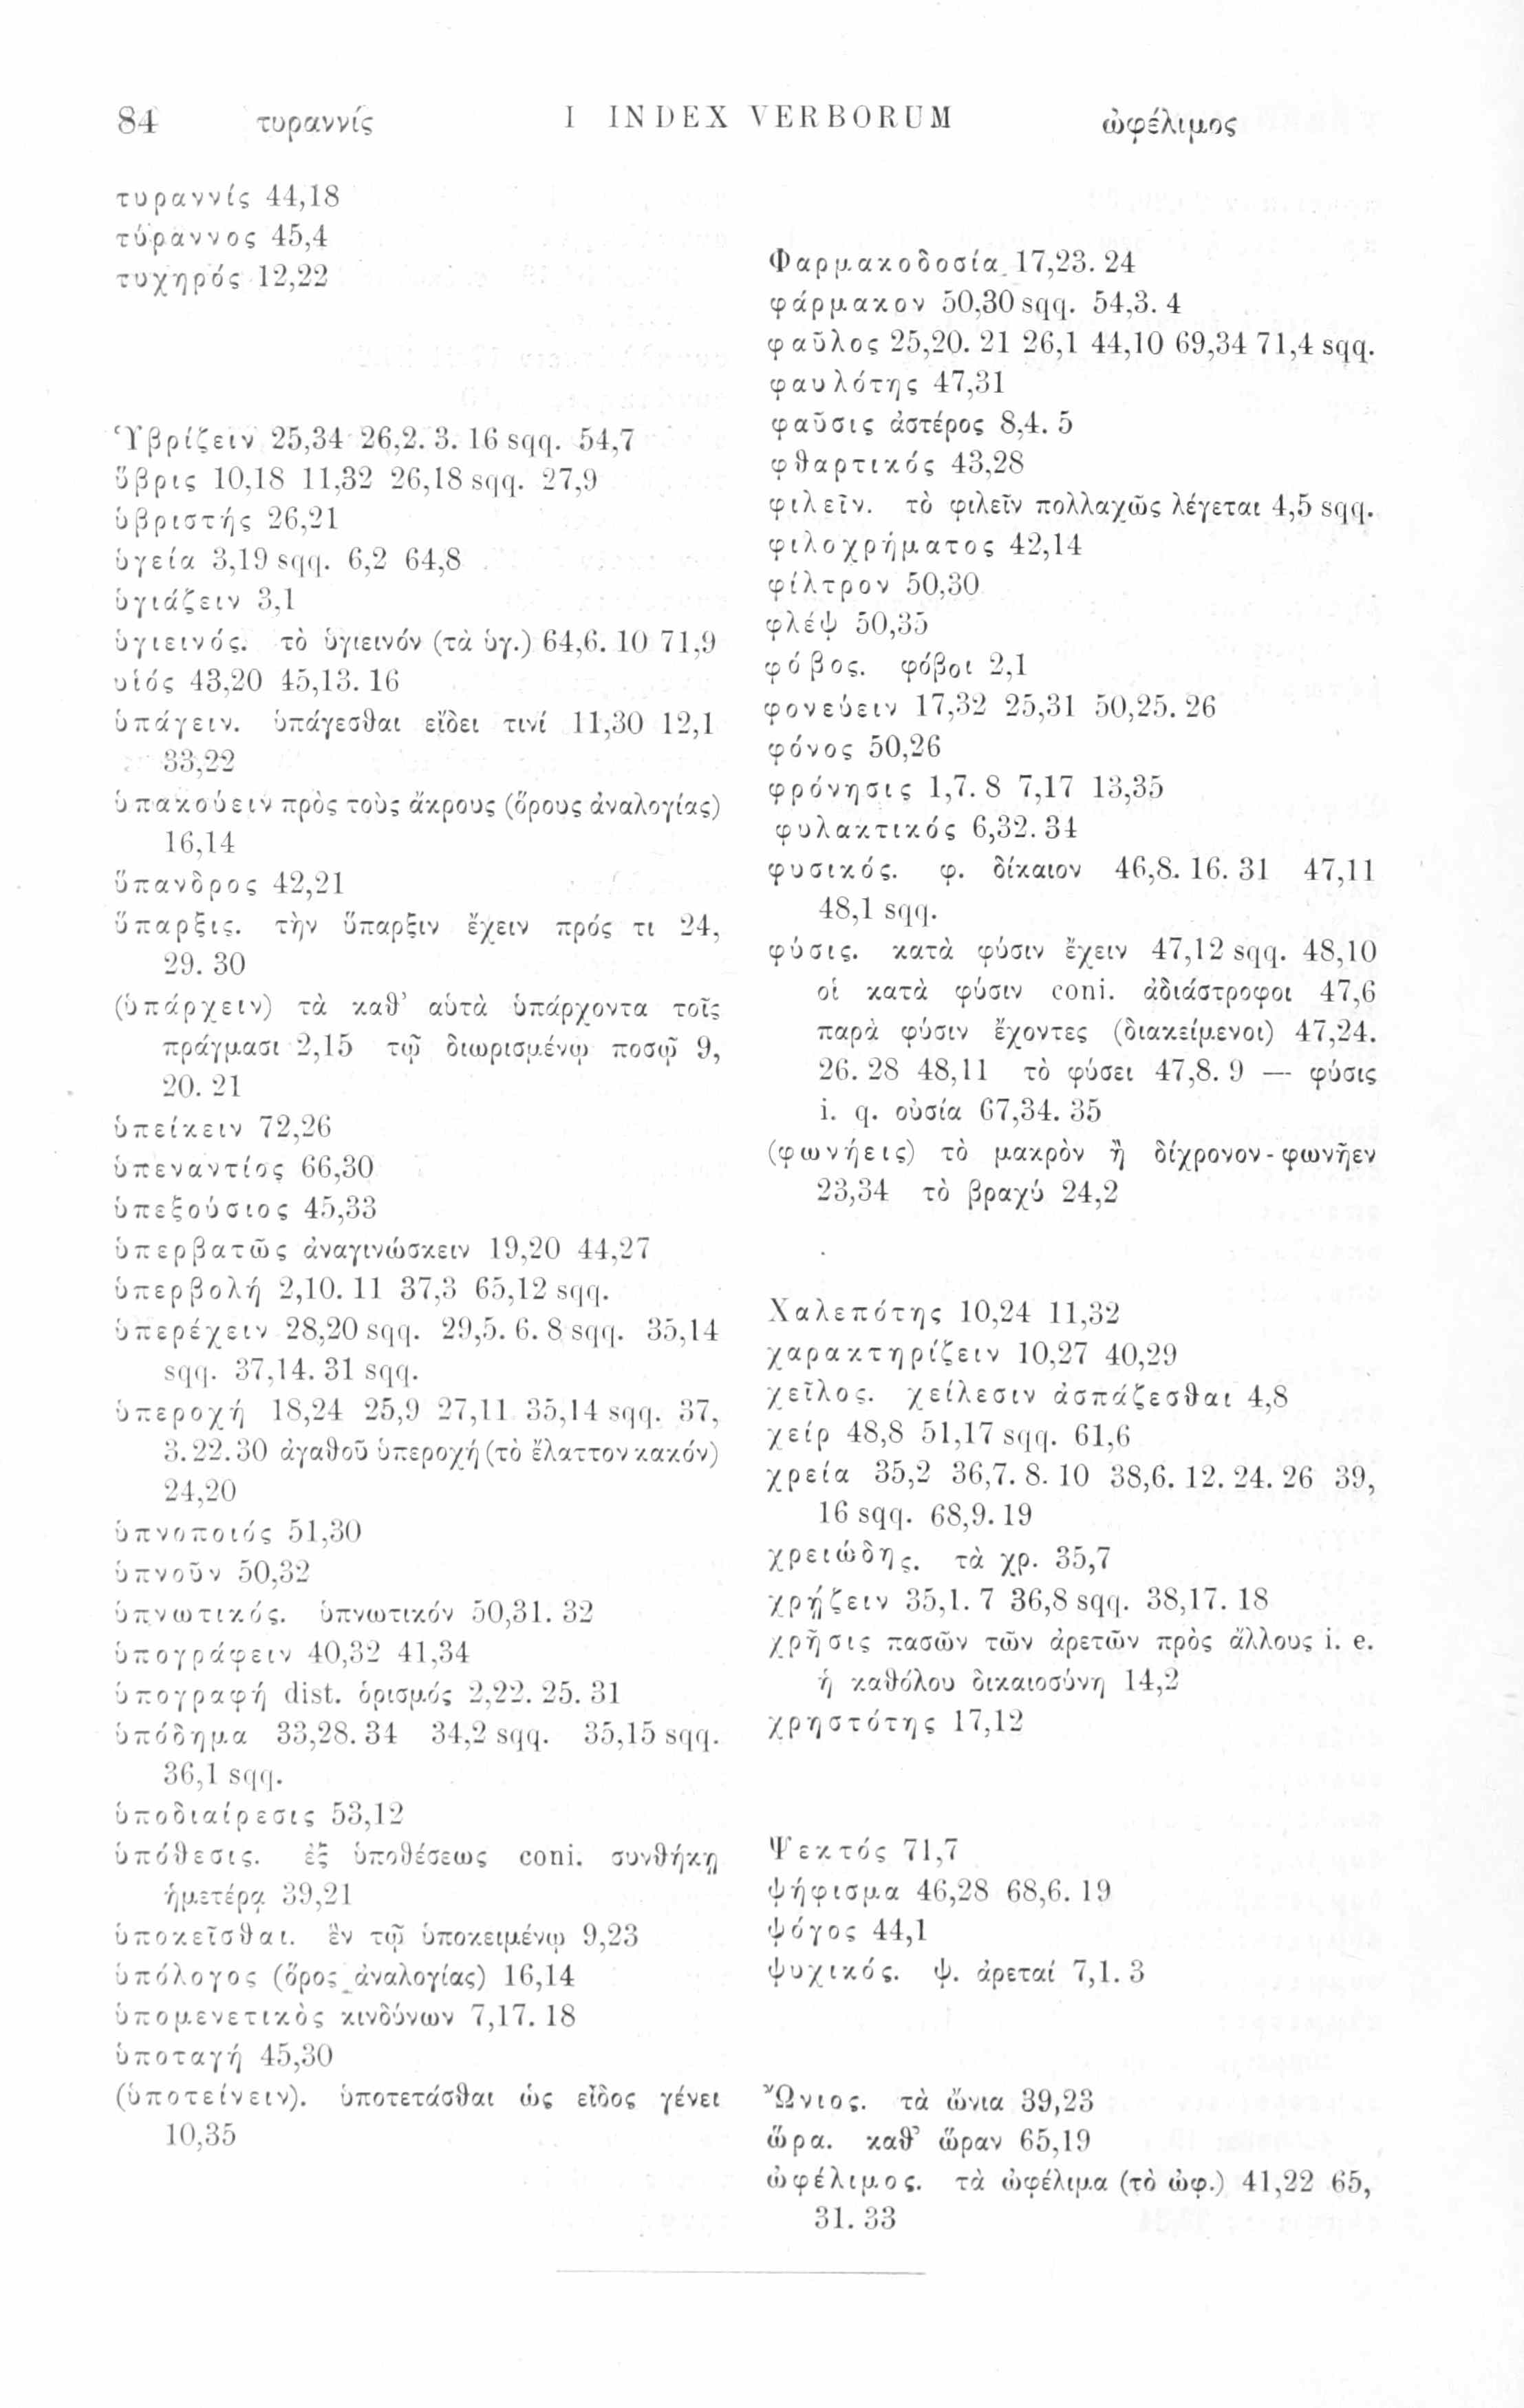 84 τυραννίς I INDEX VERBORUM ὠφέλιμος
τυραννίς 44,18
τύραννος 45,4
τυχηρός 12,22
Ὑβρίζειν 25,34 26,2. 3. 16 sqq. 54,7
ὕβρις 10,18 11,32 26,18 sqq. 27,9
ὑβριστής 26,21
ὑγεία 3,19 sqq. 6,2 64,8
ὑγιάζειν 3,1
ὑγιεινός. τὸ ὑγιεινόν (τὰ ὑγ.) 64,6. 10 71,9
υἱός 43,20 45,13. 16
ὑπάγειν. ὑπάγεσθαι εἴδει τινί 11,30 12,1
33,22
ὑπακούειν πρὸς τοὺς ἄκρους (ὅρους ἀναλογίας)
16,14
ὕπανδρος 42,21
ὕπαρξις. τὴν ὕπαρξιν ἔχειν πρός τι 24,
29. 30
(ὑπάρχειν) τὰ καθ’ αὑτὰ ὑπάρχοντα τοῖς
πράγμασι 2,15 τῷ διωρισμένῳ ποσῷ 9,
20. 21
ὑπείκειν 72,26
ὑπεναντίος 66,30
ὑπεξούσιος 45,33
ὑπερβατῶς ἀναγινώσκειν 19,20 44,27
ὑπερβολή 2,10. 11 37,3 65,12 sqq.
ὑπερέχειν 28,20 sqq. 29,5. 6. 8 sqq. 35,14
sqq. 37,14. 31 sqq.
ὑπεροχή 18,24 25,9 27,11 35,14 sqq. 37,
3. 22. 30 ἀγαθοῦ ὑπεροχή (τὸ ἔλαττον κακόν)
24,20
ὑπνοποιός 51,30
ὑπνοῦν 50,32
ὑπνωτικός. ὑπνωτικόν 50,31. 32
ὑπογράφειν 40,32 41,34
ὑπογραφή dist. ὁρισμός 2,22. 25. 31
ὑπόδημα 33,28. 34 34,2 sqq. 35,15 sqq.
36,1 sqq.
ὑποδιαίρεσις 53,12
ὑπόθεσις. ἐξ ὑποθέσεως coni. συνθήκῃ
ἡμετέρᾳ 39,21
ὑποκεῖσθαι. ἓν τῷ ὑποκειμένῳ 9,23
ὑπόλογος (ὅρος ἀναλογίας) 16,14
ὑπομενετικὸς κινδύνων 7,17. 18
ὑποταγή 45,30
(ὑποτείνειν). ὑποτετάσθαι ὡς εἶδος γένει
10,35
Φαρμακοδοσία 17,23. 24
φάρμακον 50,30 sqq. 54,3. 4
φαῦλος 25,20. 21 26,1 44,10 69,34 71,4 sqq.
φαυλότης 47,31
φαῦσις ἀστέρος 8,4. 5
φθαρτικός 43,28
φιλεῖν. τὸ φιλεῖν πολλαχῶς λέγεται 4,5 sqq.
φιλοχρήματος 42,14
φίλτρον 50,30
φλέψ 50,35
φόβος. φόβοι 2,1
φονεύειν 17,32 25,31 50,25. 26
φόνος 50,26
φρόνησις 1,7. 8 7,17 13,35
φυλακτικός 6,32. 34
φυσικός. φ. δίκαιον 46,8. 16. 31 47,11
48,1 sqq.
φύσις. κατὰ φύσιν ἔχειν 47,12 sqq. 48,10
οἱ κατὰ φύσιν coni. ἀδιάστροφοι 47,6
παρὰ φύσιν ἔχοντες (διακείμενοι) 47,24.
26. 28 48,11 τὸ φύσει 47,8. 9 — φύσις
i. q. οὐσία 67,34. 35
(φωνήεις) τὸ μακρὸν ἢ δίχρονον - φωνῆεν
23,34 τὸ βραχύ 24,2
Χαλεπότης 10,24 11,32
χαρακτηρίζειν 10,27 40,29
χεῖλος. χείλεσιν ἀσπάζεσθαι 4,8
χείρ 48,8 51,17 sqq. 61,6
χρεία 35,2 36,7. 8. 10 38,6. 12. 24. 26 39,
16 sqq. 68,9. 19
χρειώδης. τὰ χρ. 35,7
χρῄζειν 35,1. 7 36,8 sqq. 38,17. 18
χρῆσις πασῶν τῶν ἀρετῶν πρὸς ἄλλους i. e.
ἡ καθόλου δικαιοσύνη 14,2
χρηστότης 17,12
Ψεκτός 71,7
ψήφισμα 46,28 68,6. 19
ψόγος 44,1
ψυχικός. ψ. ἀρεταί 7,1. 3
Ὤνιος. τὰ ὤνια 39,23
ὥρα. καθ’ ὥραν 65,19
ὠφέλιμος. τὰ ὠφέλιμα (τὸ ὠφ.) 41,22 65,
31. 33